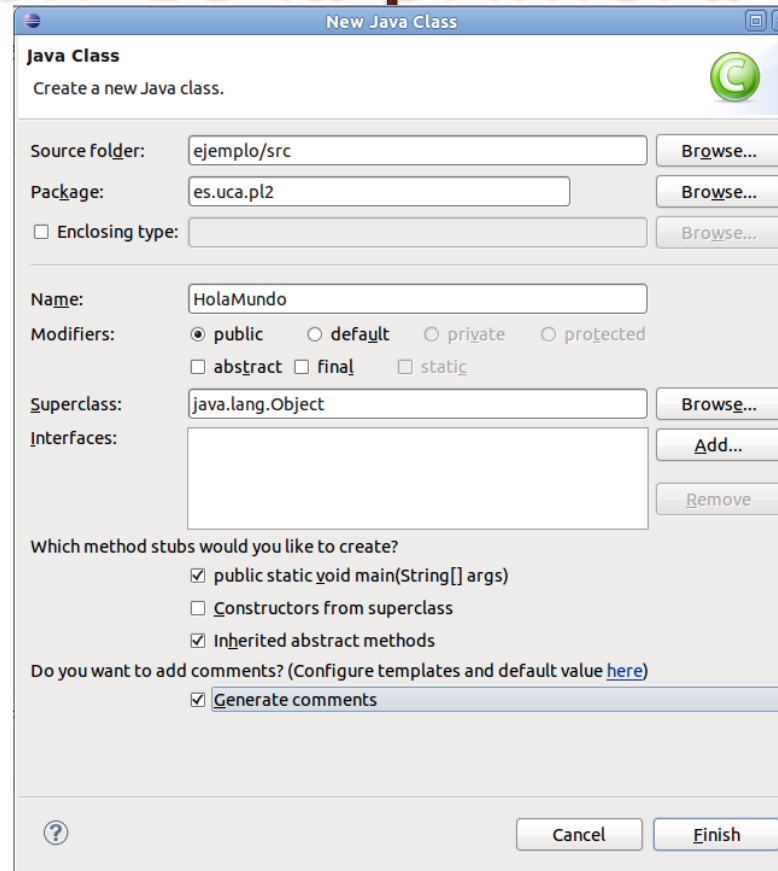 New Java Class
Java Class
Create a new Java class.
Source folder: ejemplo/src Browse...
Package: es.uca.pl2 Browse...
Enclosing type: Browse...
Name: HolaMundo
Modifiers: public default private protected
abstract final static
Superclass: java.lang.Object Browse...
Interfaces: Add...
Remove
Which method stubs would you like to create?
public static void main(String[] args)
Constructors from superclass
Inherited abstract methods
Do you want to add comments? (Configure templates and default value here)
Generate comments
? Cancel Finish